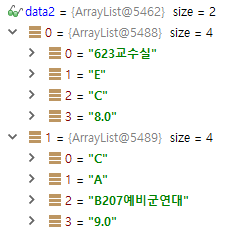 data2 = {ArrayList@5462} size = 2
0 = {ArrayList@5488} size = 4
0 = "623교수실"
1 = "E"
2 = "C"
3 = "8.0"
1 = {ArrayList@5489} size = 4
0 = "C"
1 = "A"
2 = "B207예비군연대"
3 = "9.0"